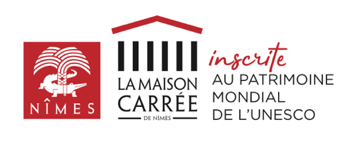 NÎMES
LA MAISON
CARRÉE
DE NÎMES
inscrite
AU PATRIMOINE
MONDIAL
DE L'UNESCO